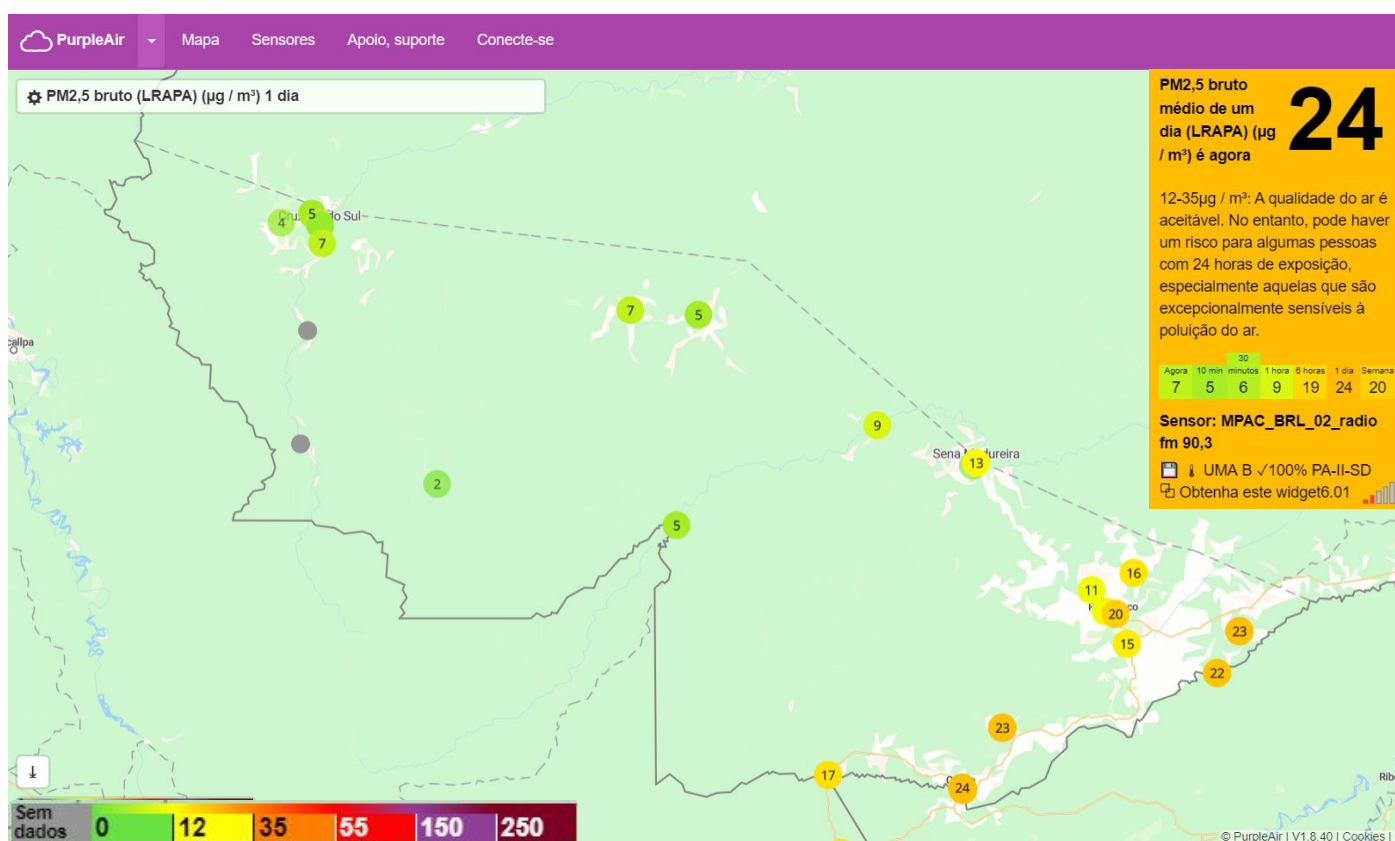 PurpleAir Mapa Sensores Apoio, suporte Conecte-se
PM2,5 bruto (LRAPA) (µg / m³) 1 dia
PM2,5 bruto
médio de um
dia (LRAPA) (µg
/ m³) é agora
24
12-35µg / m³: A qualidade do ar é
aceitável. No entanto, pode haver
um risco para algumas pessoas
com 24 horas de exposição,
especialmente aquelas que são
excepcionalmente sensíveis à
poluição do ar.
Agora 10 min 30 minutos 1 hora 6 horas 1 dia Semana
7 5 6 9 19 24 20
Sensor: MPAC_BRL_02_radio
fm 90,3
UMA B √100% PA-II-SD
Obtenha este widget6.01
4
5
do Sul
7
7
5
callpa
9
Sena
ureira
13
2
5
16
11
20
15
23
22
23
17
24
Sem
dados
0 12 35 55 150 250
© PurpleAir | V1.8.40 | Cookies |